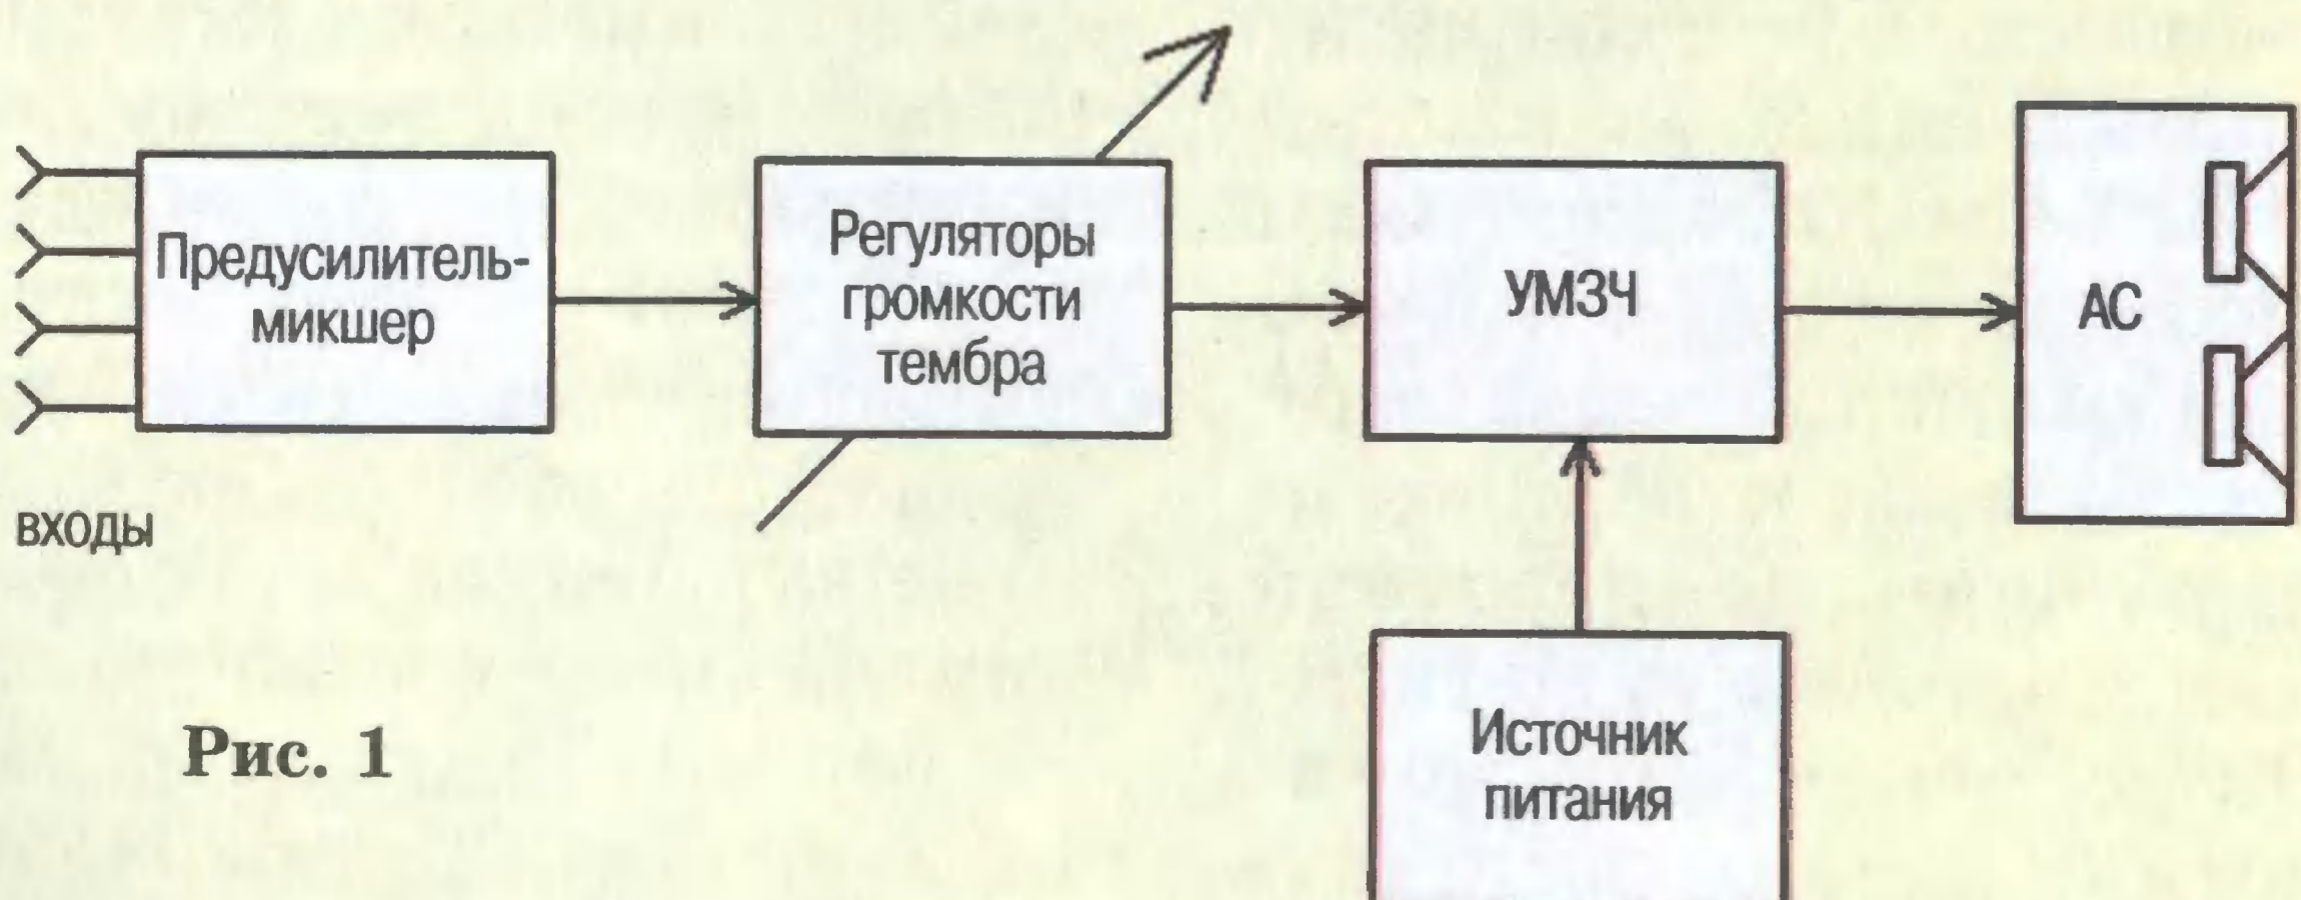 Предусилитель-
микшер
Регуляторы
громкости
тембра
УМЗЧ
АС
входы
Источник
питания
Рис. 1